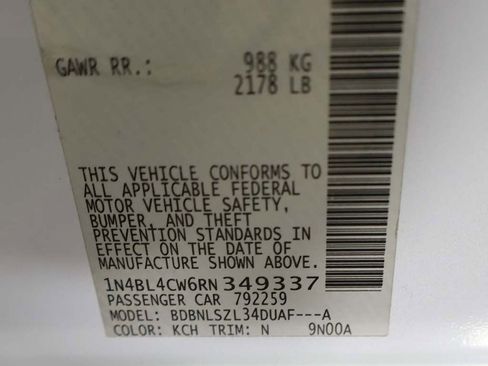 GAWR RR.: 988 KG
2178 LB
THIS VEHICLE CONFORMS TO
ALL APPLICABLE FEDERAL
MOTOR VEHICLE SAFETY,
BUMPER, AND THEFT
PREVENTION STANDARDS IN
EFFECT ON THE DATE OF
MANUFACTURE SHOWN ABOVE.
1N4BL4CW6RN349337
PASSENGER CAR 792259
MODEL: BDBNLSZL34DUAF---A
COLOR: KCH TRIM: N 9N00A